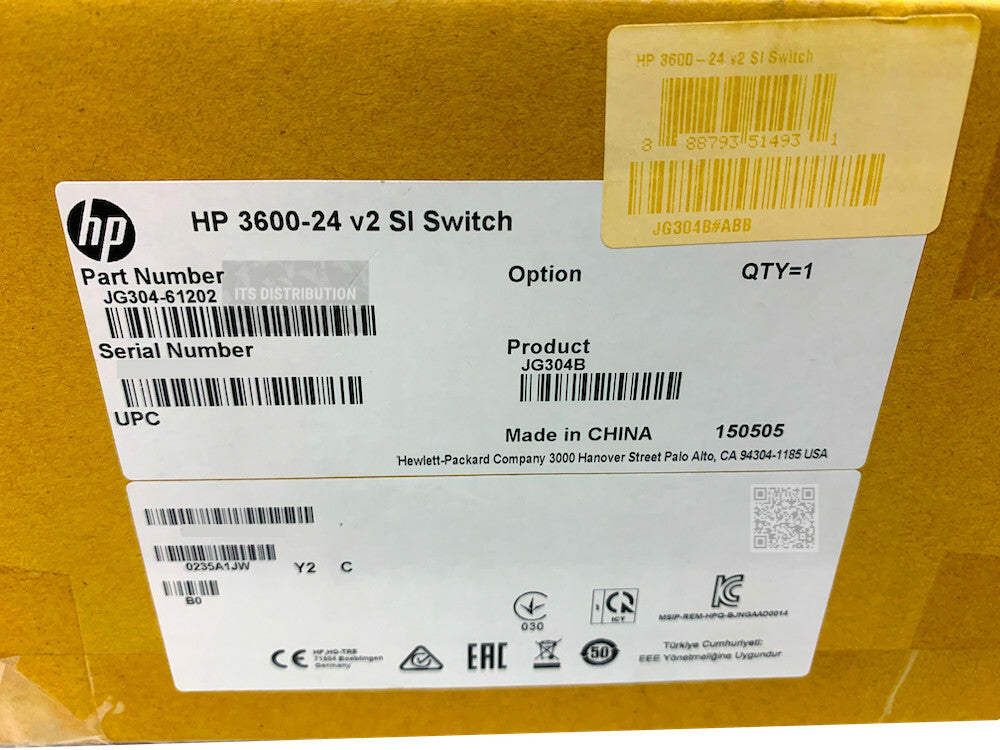 HP 3600-24 v2 SI Switch
8 88793 51493 1
JG304B#ABB
hp
HP 3600-24 v2 SI Switch
Part Number
JG304-61202
ITS DISTRIBUTION
Option
QTY=1
Serial Number
Product
JG304B
UPC
Made in CHINA
150505
Hewlett-Packard Company 3000 Hanover Street Palo Alto, CA 94304-1185 USA
0235A1JW
Y2 C
B0
030
ICT
MSIP-REM-HPQ-BJNGAAD0014
CE
HP,HQ-TRE
71004 Boeblingen
Germany
EAC
50
Türkiye Cumhuriyeti:
EEE Yönetmeliğine Uygundur